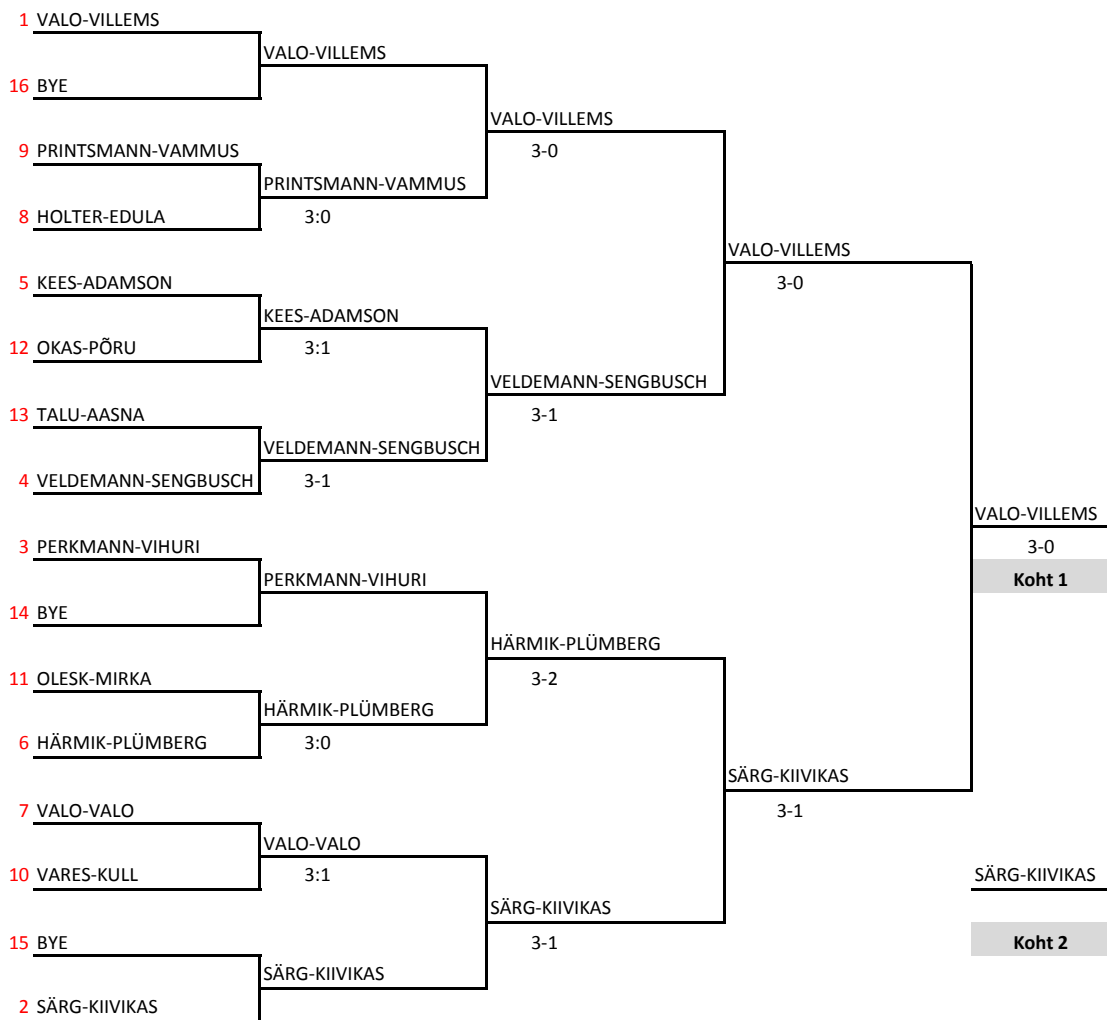 1 VALO-VILLEMS
VALO-VILLEMS
16 BYE
VALO-VILLEMS
9 PRINTSMANN-VAMMUS
3-0
PRINTSMANN-VAMMUS
8 HOLTER-EDULA
3:0
VALO-VILLEMS
5 KEES-ADAMSON
3-0
KEES-ADAMSON
12 OKAS-PÕRU
3:1
VELDEMANN-SENGBUSCH
13 TALU-AASNA
3-1
VELDEMANN-SENGBUSCH
4 VELDEMANN-SENGBUSCH
3-1
VALO-VILLEMS
3 PERKMANN-VIHURI
3-0
PERKMANN-VIHURI
Koht 1
14 BYE
HÄRMIK-PLÜMBERG
11 OLESK-MIRKA
3-2
HÄRMIK-PLÜMBERG
6 HÄRMIK-PLÜMBERG
3:0
SÄRG-KIIVIKAS
7 VALO-VALO
3-1
VALO-VALO
10 VARES-KULL
3:1
SÄRG-KIIVIKAS
SÄRG-KIIVIKAS
15 BYE
3-1
Koht 2
SÄRG-KIIVIKAS
2 SÄRG-KIIVIKAS